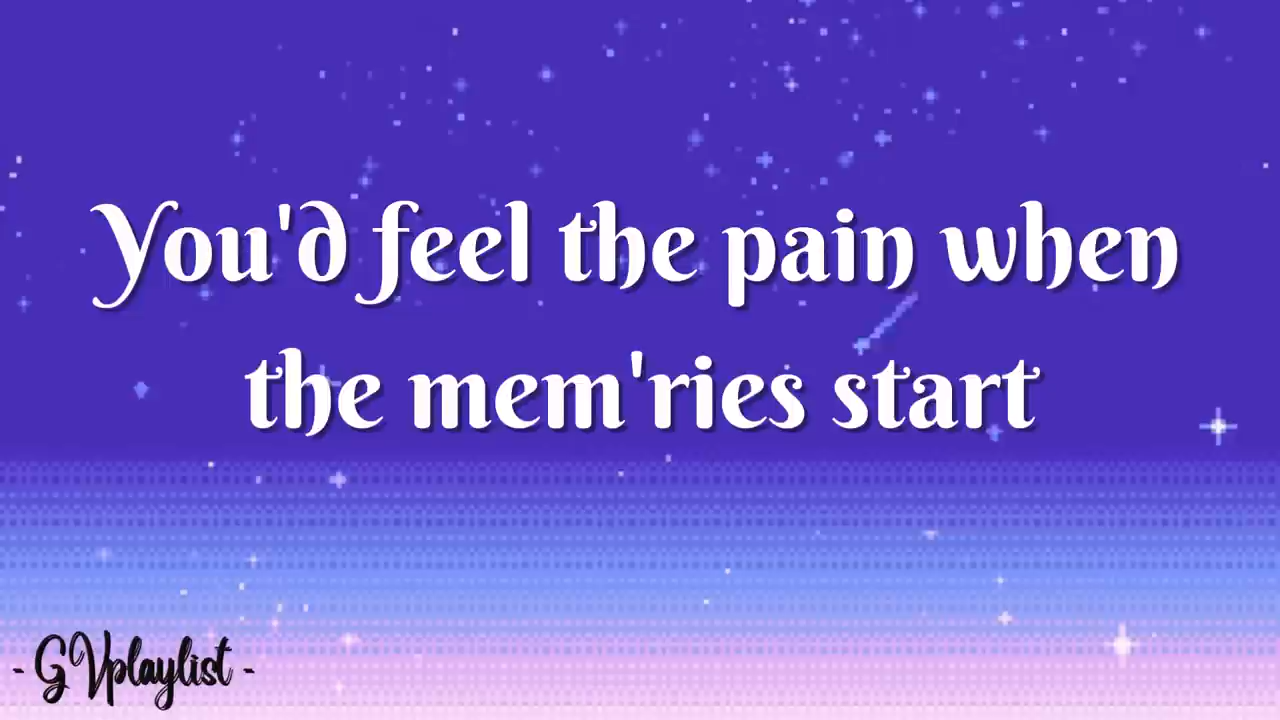 You'd feel the pain when
the mem'ries start
- GVplaylist -